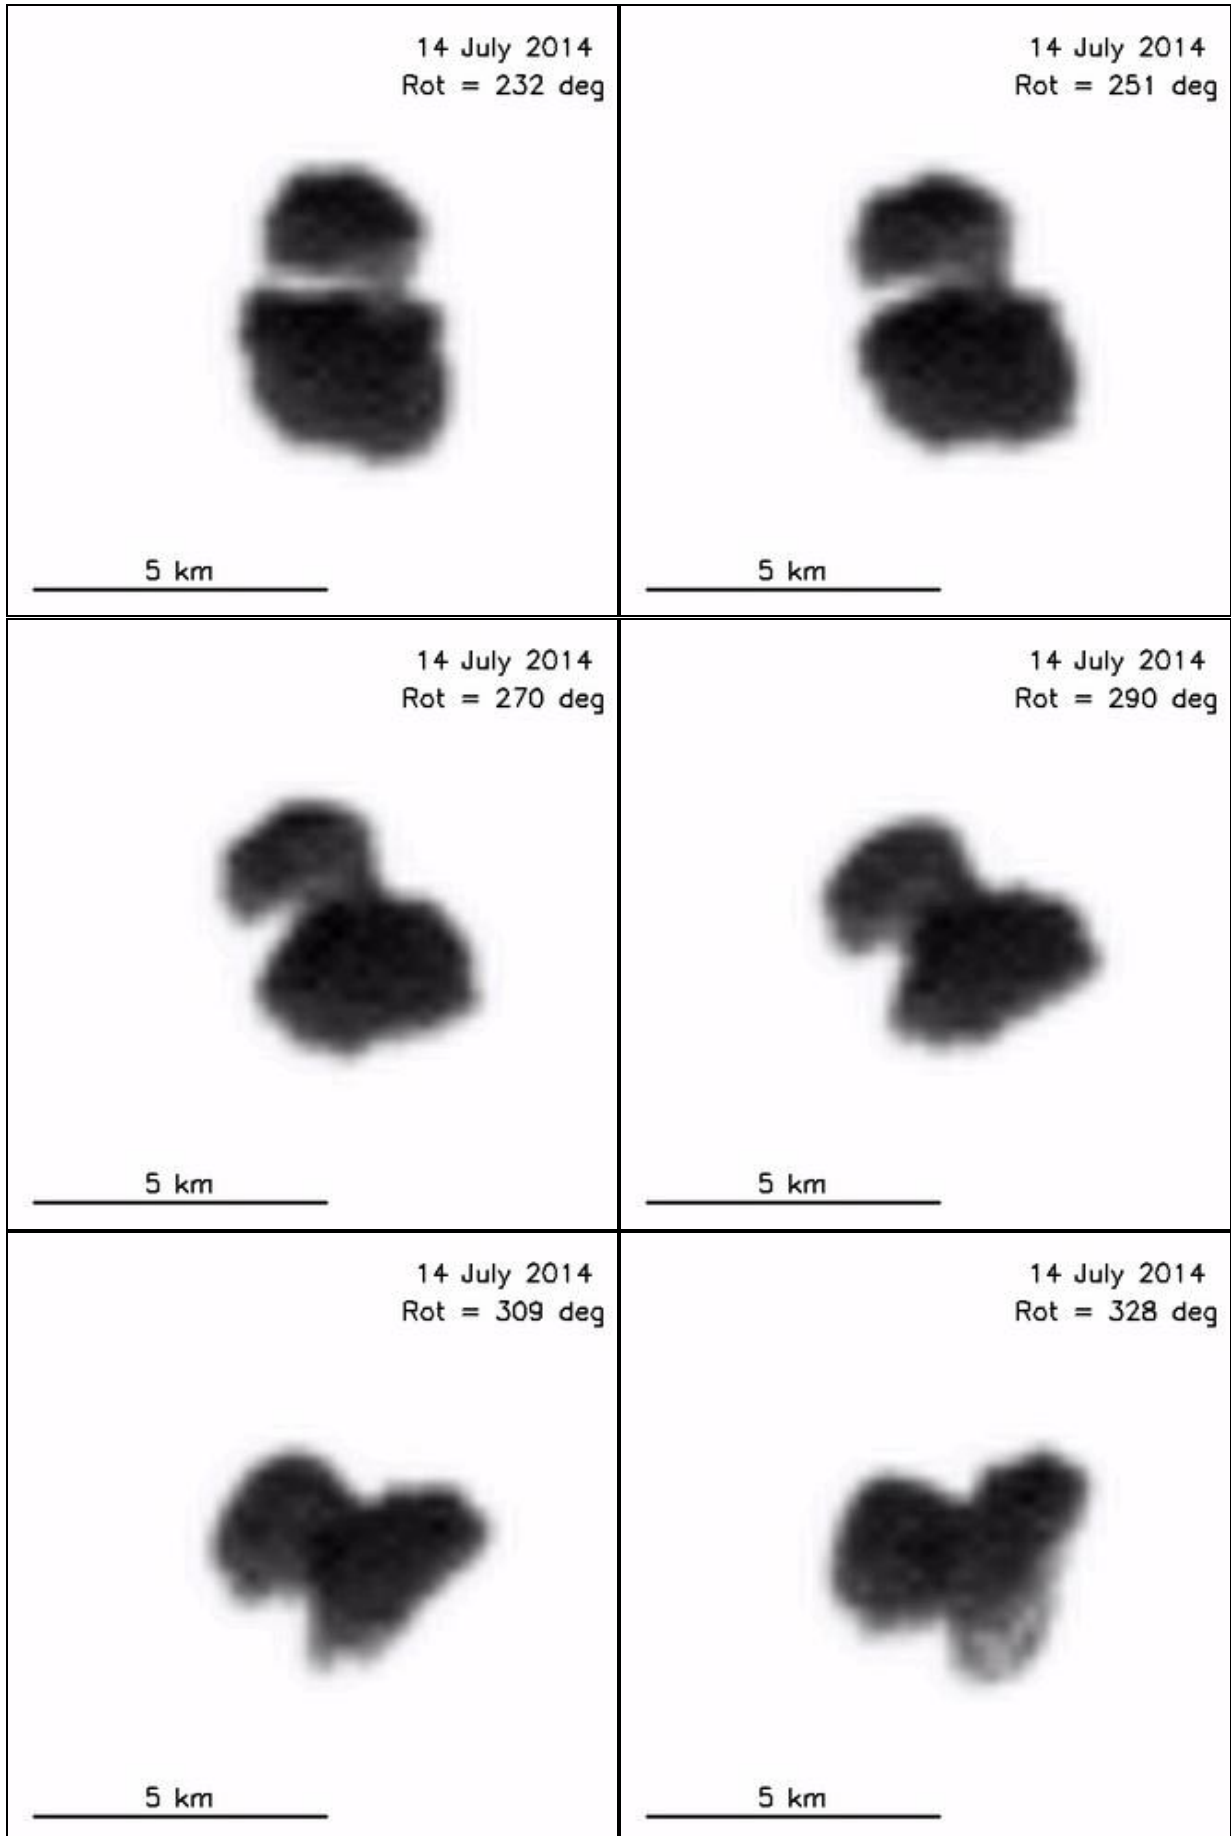 14 July 2014
Rot = 232 deg
5 km
14 July 2014
Rot = 251 deg
5 km
14 July 2014
Rot = 270 deg
5 km
14 July 2014
Rot = 290 deg
5 km
14 July 2014
Rot = 309 deg
5 km
14 July 2014
Rot = 328 deg
5 km